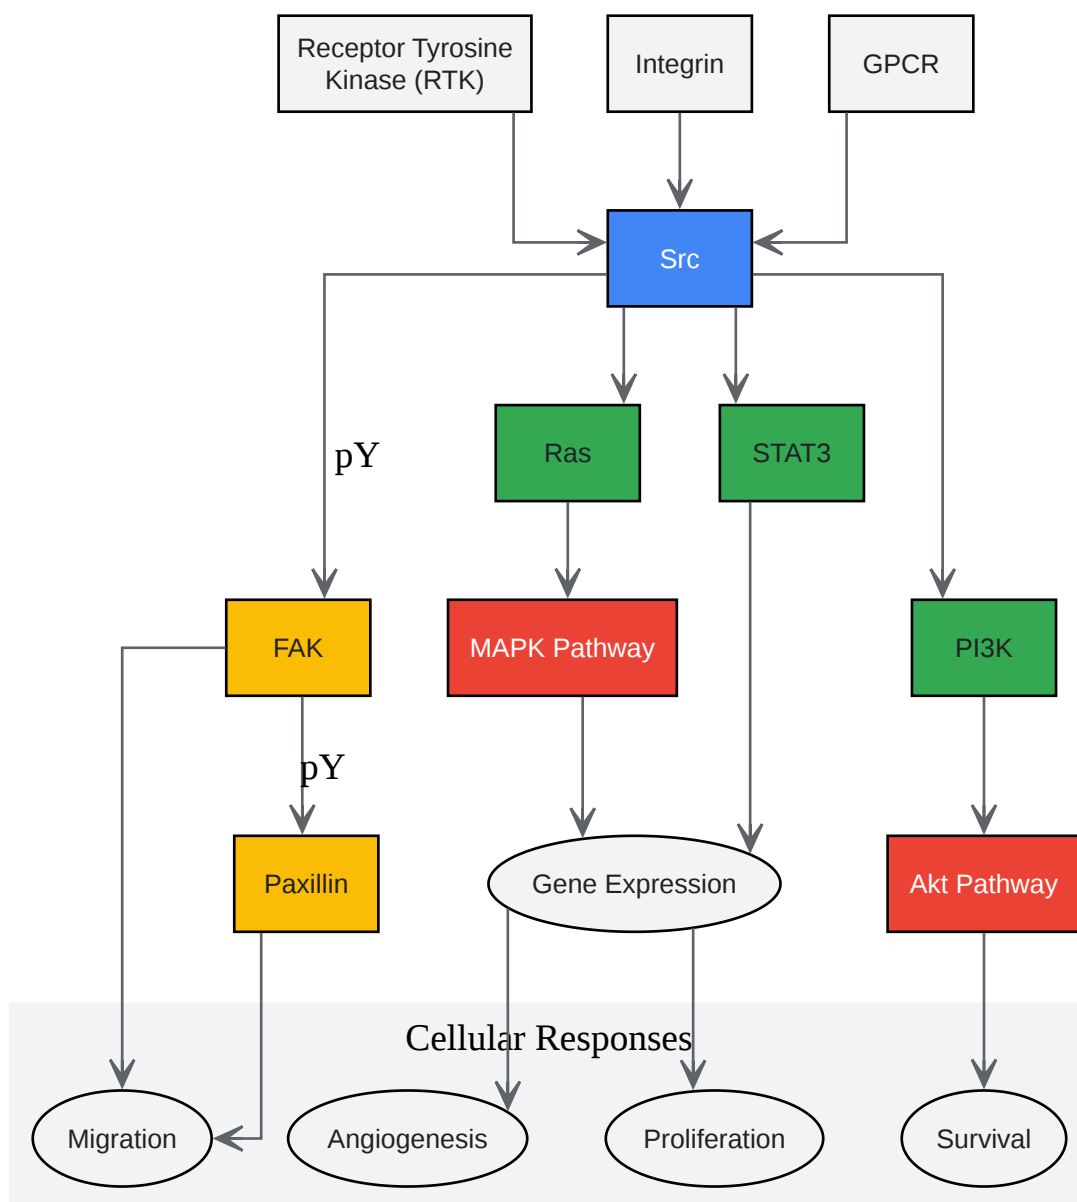 Receptor Tyrosine
Kinase (RTK)
Integrin
GPCR
Src
pY
Ras
STAT3
FAK
MAPK Pathway
PI3K
pY
Paxillin
Gene Expression
Akt Pathway
Cellular Responses
Migration
Angiogenesis
Proliferation
Survival